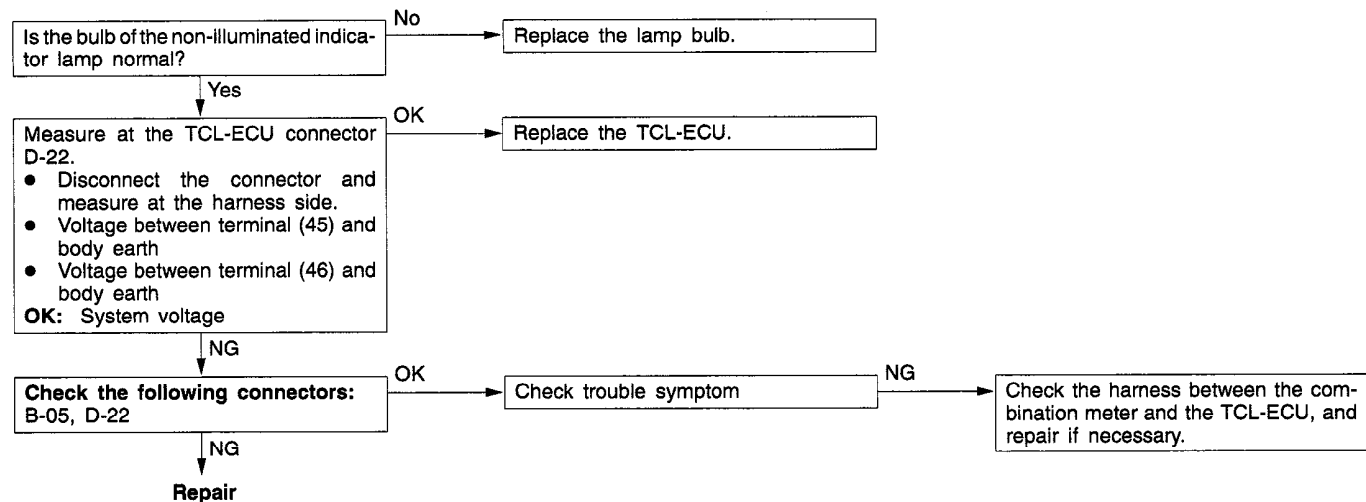 Is the bulb of the non-illuminated indica-
tor lamp normal?
No
Replace the lamp bulb.
Yes
Measure at the TCL-ECU connector
D-22.
● Disconnect the connector and
measure at the harness side.
● Voltage between terminal (45) and
body earth
● Voltage between terminal (46) and
body earth
OK: System voltage
OK
Replace the TCL-ECU.
NG
Check the following connectors:
B-05, D-22
OK
Check trouble symptom
NG
Check the harness between the com-
bination meter and the TCL-ECU, and
repair if necessary.
NG
Repair